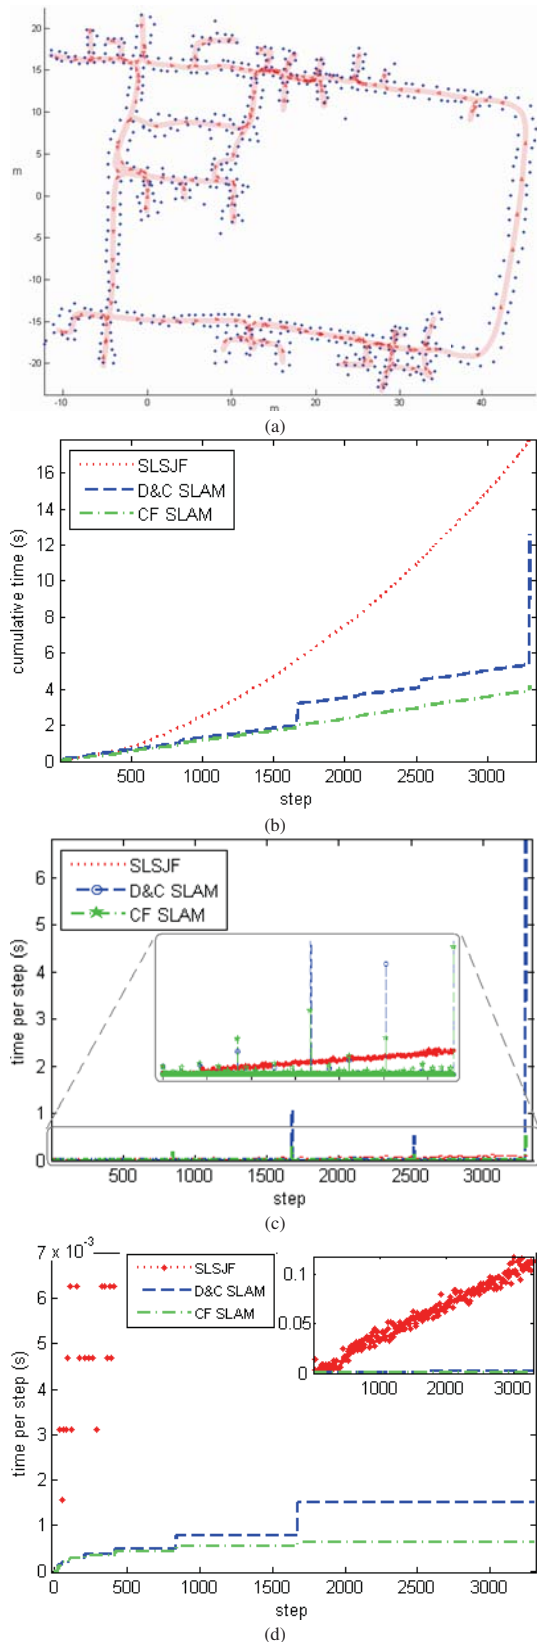 20
15
10
5
m
0
-5
-10
-15
-20
-10 0 10 20 30 40
m
(a)
16
14
12
10
8
6
4
2
0
cumulative time (s)
SLSJF
D&C SLAM
CF SLAM
500 1000 1500 2000 2500 3000
step
(b)
6
5
4
3
2
1
0
time per step (s)
SLSJF
D&C SLAM
CF SLAM
500 1000 1500 2000 2500 3000
step
(c)
7 x 10^-3
6
5
4
3
2
1
0
time per step (s)
SLSJF
D&C SLAM
CF SLAM
0.1
0.05
0
1000 2000 3000
0 500 1000 1500 2000 2500 3000
step
(d)